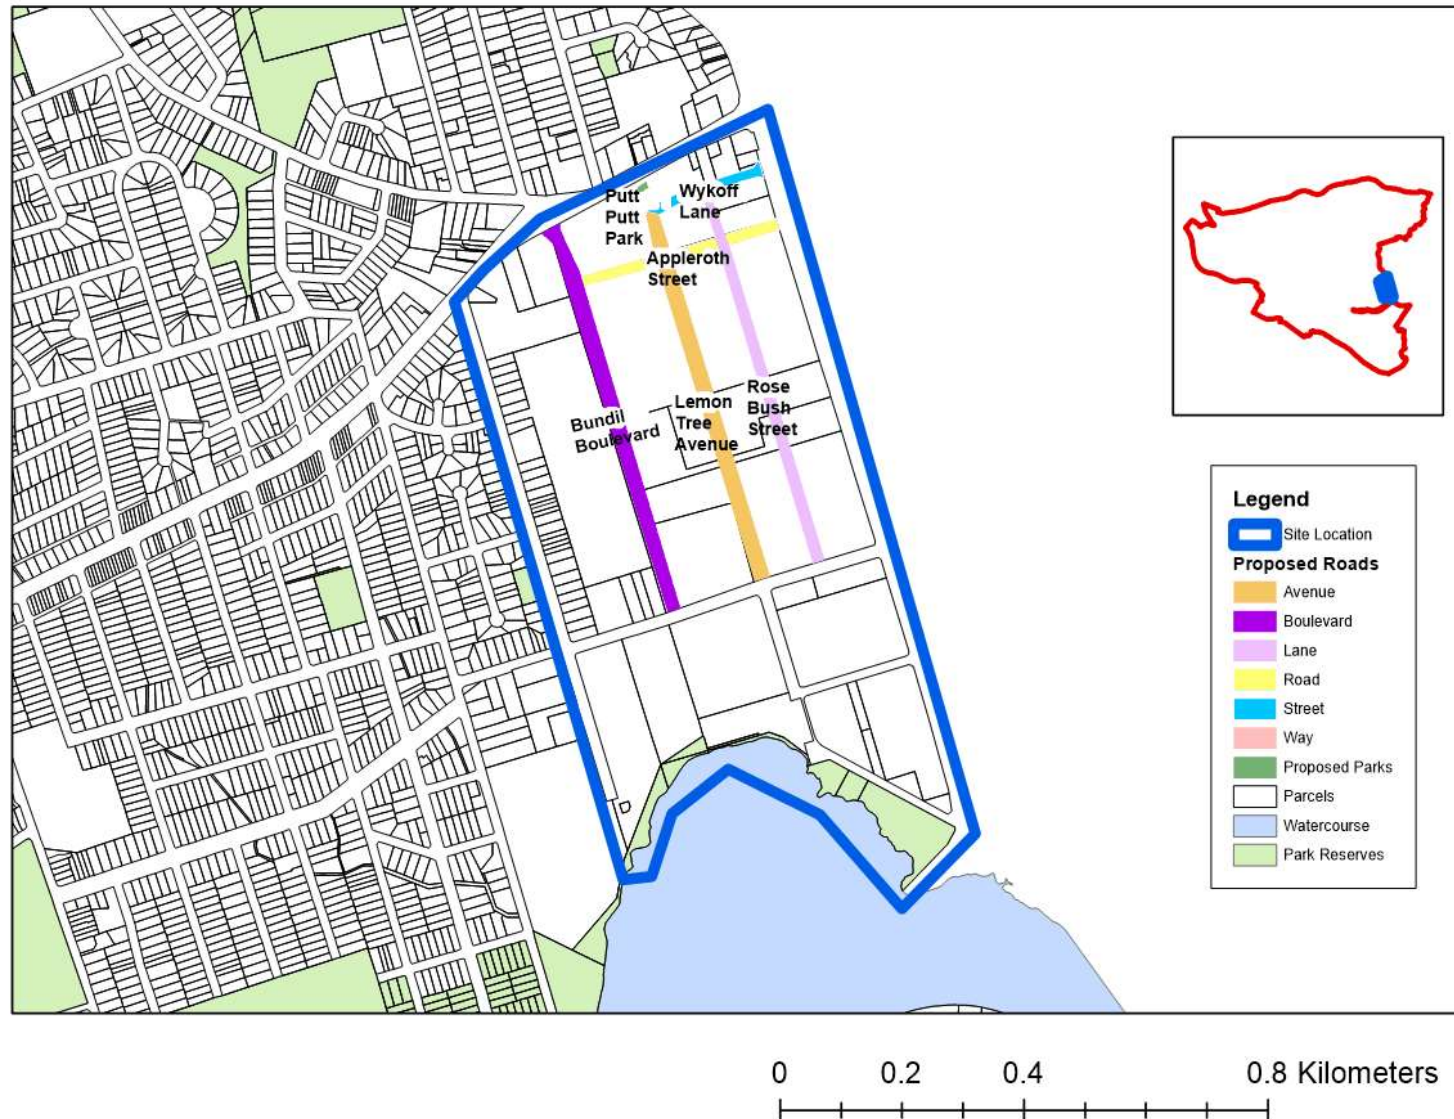 Putt
Putt
Park
Wykoff
Lane
Appleroth
Street
Bundil
Boulevard
Lemon
Tree
Avenue
Rose
Bush
Street
Legend
Site Location
Proposed Roads
Avenue
Boulevard
Lane
Road
Street
Way
Proposed Parks
Parcels
Watercourse
Park Reserves
0 0.2 0.4 0.8 Kilometers